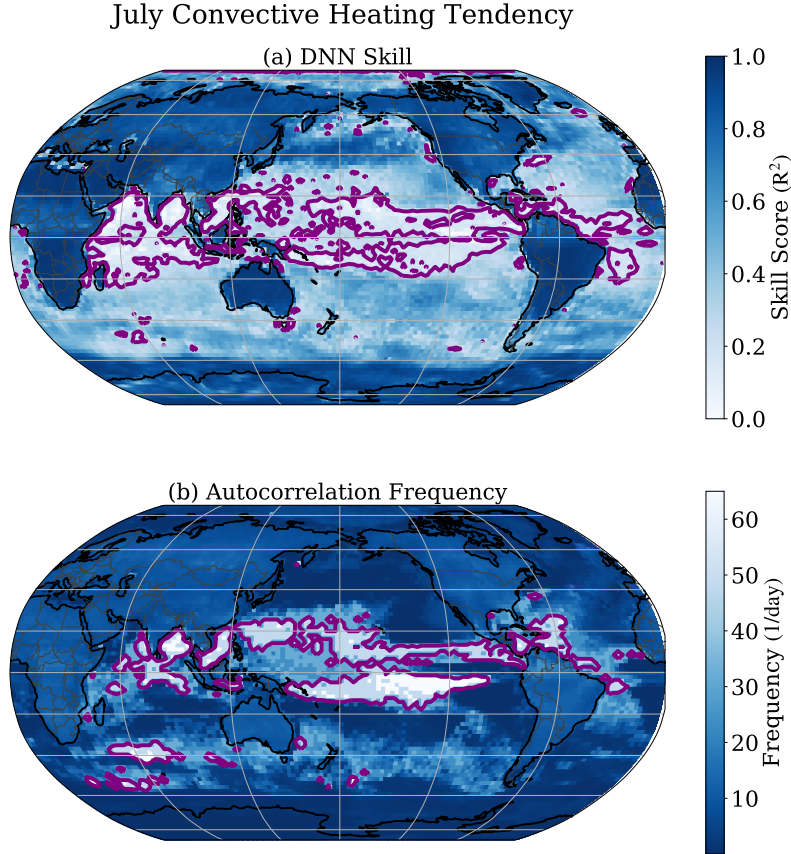 July Convective Heating Tendency
(a) DNN Skill
1.0
0.8
0.6
0.4
0.2
0.0
Skill Score (R²)
(b) Autocorrelation Frequency
60
50
40
30
20
10
Frequency (1/day)